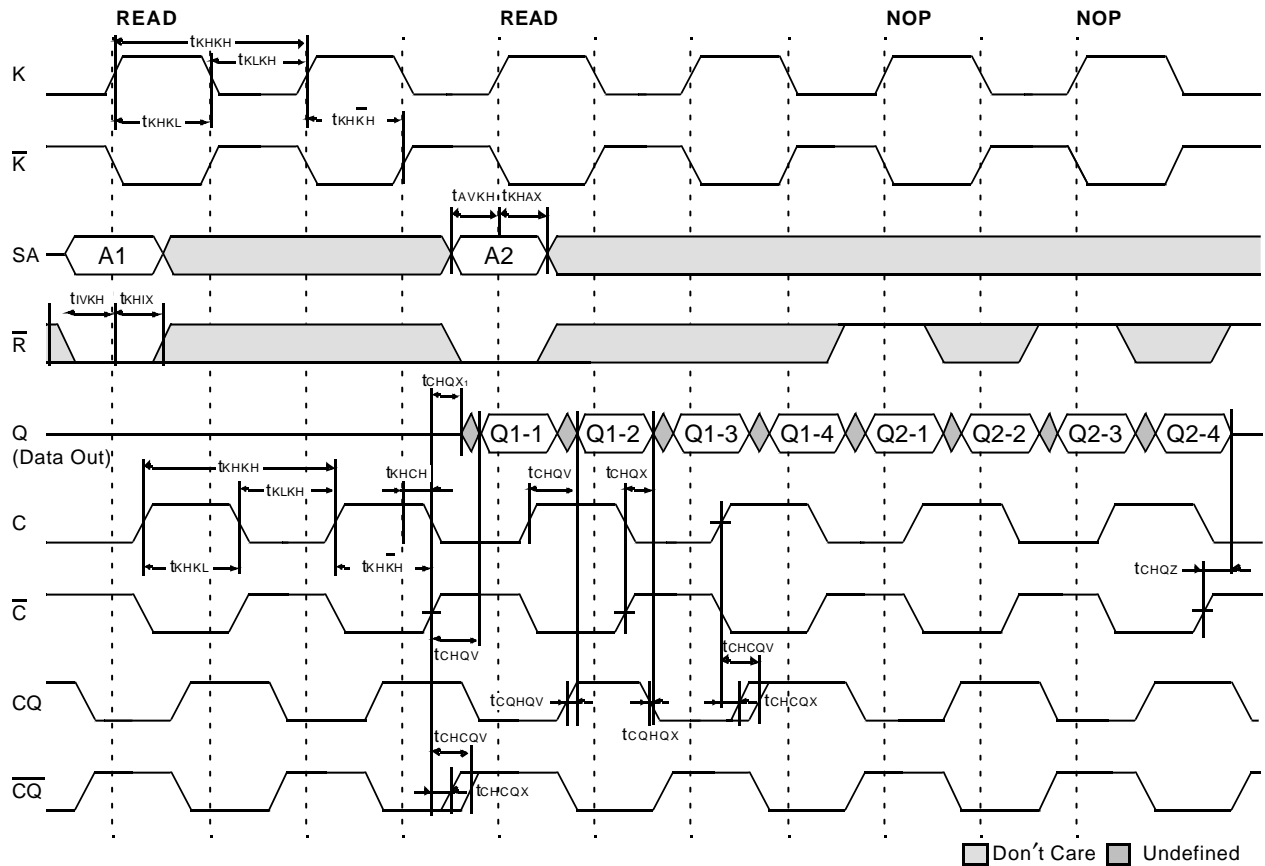 READ READ NOP NOP
tKHKH
K tKLKH
tKHKL tKHK̅H
K̅
tAVKH tKHAX
SA A1 A2
tIVKH tKHIX
R̅
tCHQX1
Q Q1-1 Q1-2 Q1-3 Q1-4 Q2-1 Q2-2 Q2-3 Q2-4
(Data Out)
tKHKH tKHCH tCHQV tCHQX
tKLKH
C
tKHKL tKHK̅H tCHQZ
C̅
tCHQV tCHCQV
CQ tCQHQV tCHCQX
tCQHQX
tCHCQV
C̅Q̅ tCHCQX
Don′t Care Undefined